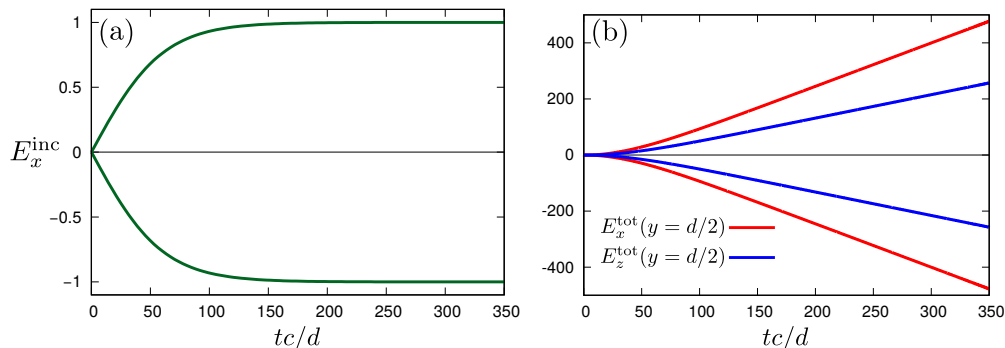 (a)
1
0.5
0
−0.5
−1
E_x^inc
0 50 100 150 200 250 300 350
tc/d
(b)
400
200
0
-200
-400
E_x^tot(y = d/2)
E_z^tot(y = d/2)
0 50 100 150 200 250 300 350
tc/d